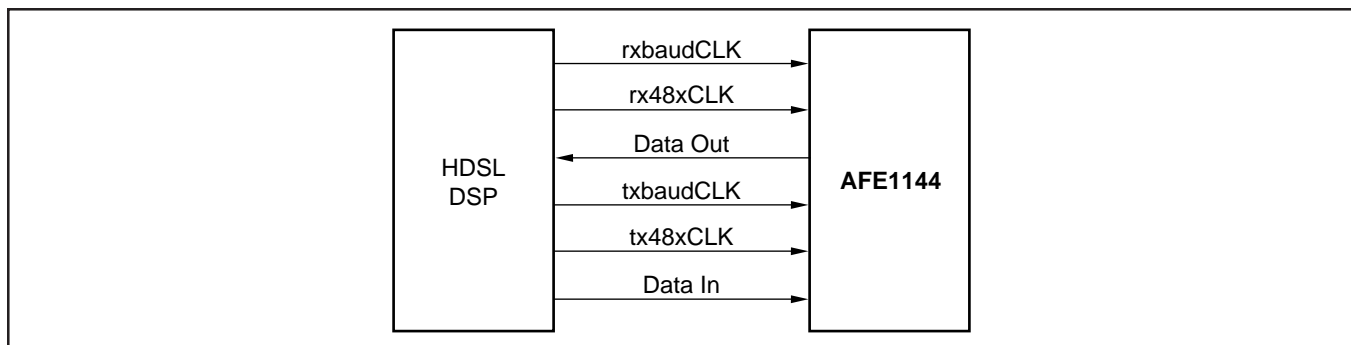 rxbaudCLK
rx48xCLK
Data Out
HDSL
DSP
AFE1144
txbaudCLK
tx48xCLK
Data In